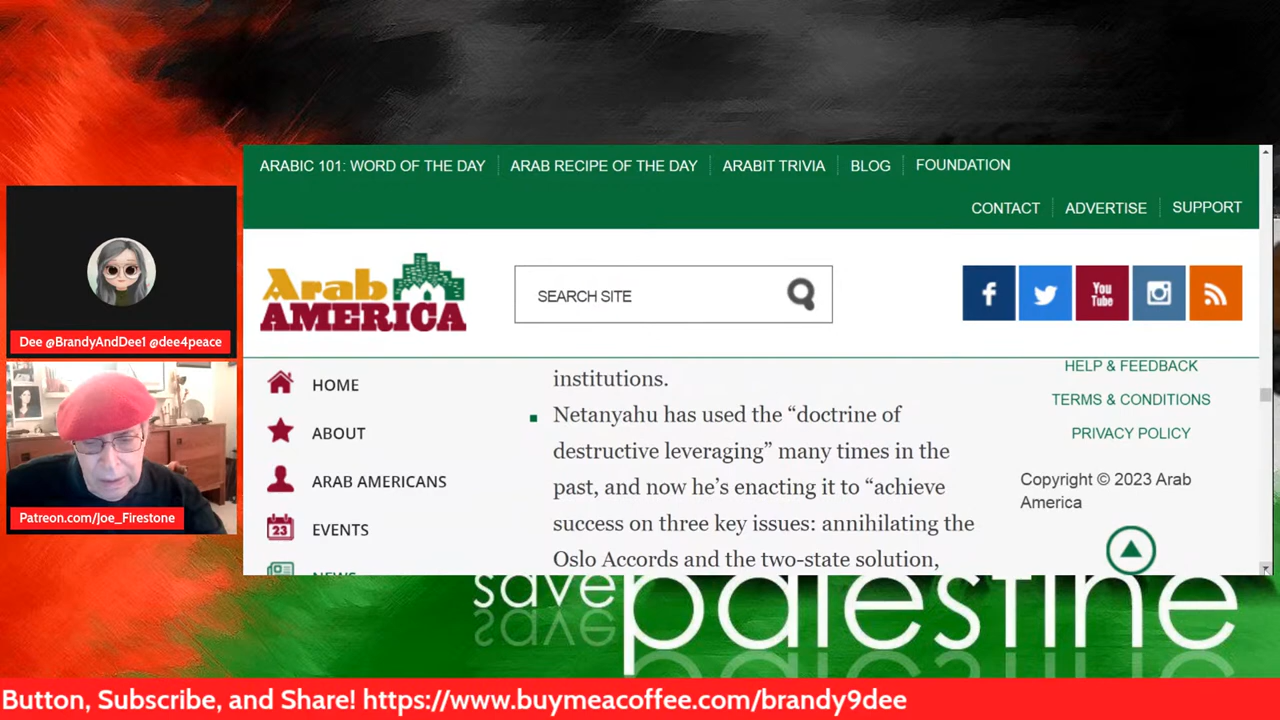 ARABIC 101: WORD OF THE DAY
ARAB RECIPE OF THE DAY
ARABIT TRIVIA
BLOG
FOUNDATION
CONTACT
ADVERTISE
SUPPORT
Arab
AMERICA
SEARCH SITE
You
Tube
HOME
ABOUT
ARAB AMERICANS
23
EVENTS
NEWS
institutions.
Netanyahu has used the “doctrine of
destructive leveraging” many times in the
past, and now he’s enacting it to “achieve
success on three key issues: annihilating the
Oslo Accords and the two-state solution,
HELP & FEEDBACK
TERMS & CONDITIONS
PRIVACY POLICY
Copyright © 2023 Arab
America
Dee @BrandyAndDee1 @dee4peace
Patreon.com/Joe_Firestone
save palestine
Button, Subscribe, and Share! https://www.buymeacoffee.com/brandy9dee